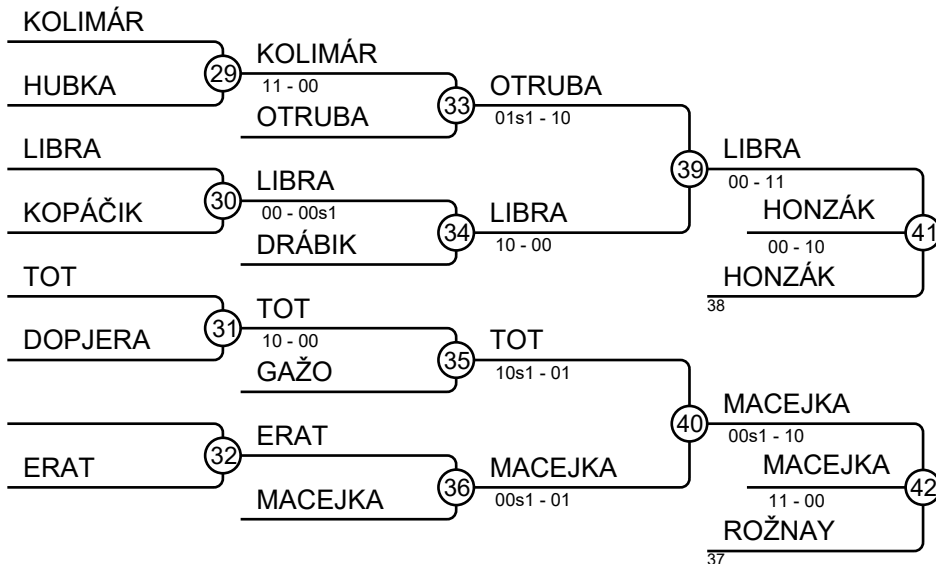 KOLIMÁR
29
KOLIMÁR
HUBKA
11 - 00
33
OTRUBA
OTRUBA
01s1 - 10
LIBRA
39
LIBRA
30
LIBRA
00 - 11
KOPÁČIK
00 - 00s1
34
LIBRA
HONZÁK
41
DRÁBIK
10 - 00
00 - 10
TOT
HONZÁK
38
31
TOT
DOPJERA
10 - 00
35
TOT
GAŽO
10s1 - 01
MACEJKA
40
00s1 - 10
32
ERAT
ERAT
36
MACEJKA
MACEJKA
42
MACEJKA
00s1 - 01
11 - 00
ROŽNAY
37